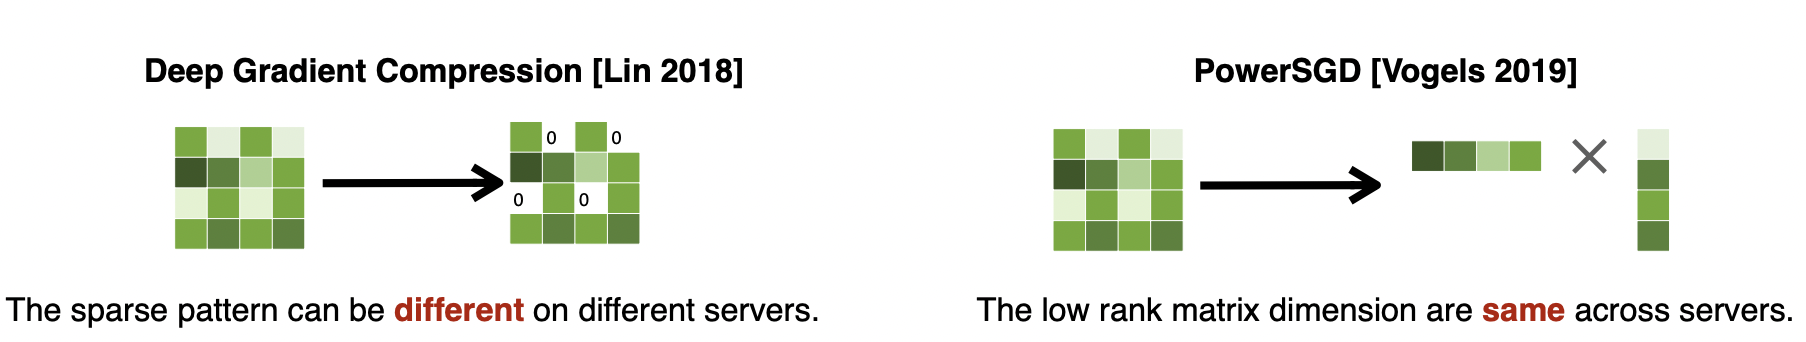 Deep Gradient Compression [Lin 2018]
PowerSGD [Vogels 2019]
0 0
0 0
The sparse pattern can be different on different servers.
The low rank matrix dimension are same across servers.